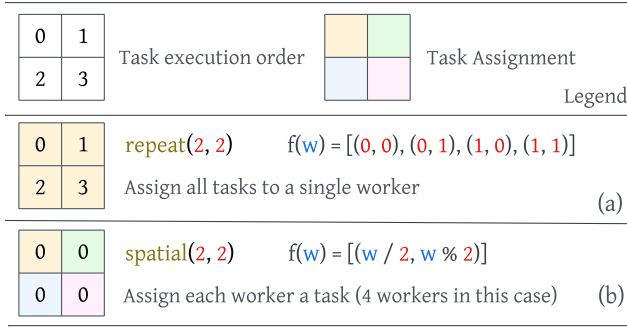 0 1
2 3
Task execution order
Task Assignment
Legend
0 1
2 3
repeat(2, 2) f(w) = [(0, 0), (0, 1), (1, 0), (1, 1)]
Assign all tasks to a single worker
(a)
0 0
0 0
spatial(2, 2) f(w) = [(w / 2, w % 2)]
Assign each worker a task (4 workers in this case)
(b)